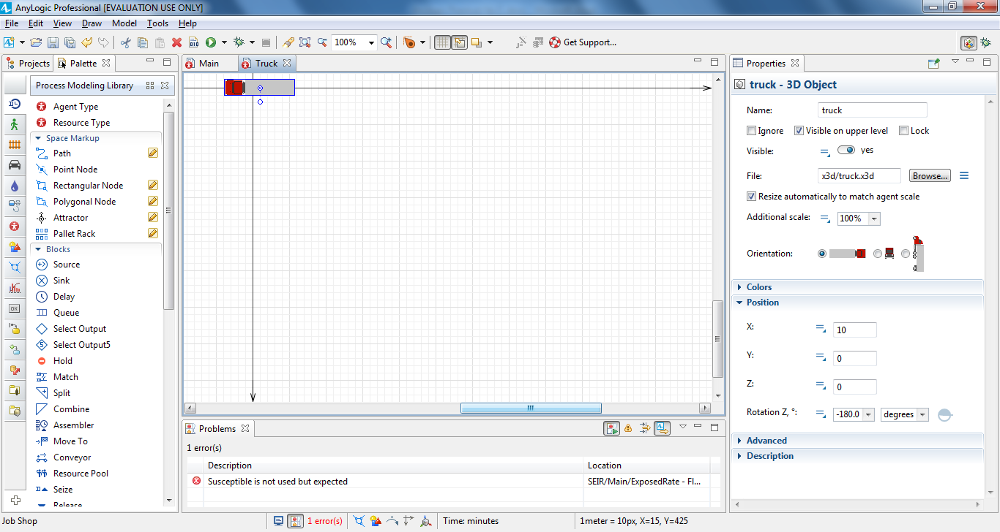 AnyLogic Professional [EVALUATION USE ONLY]
File Edit View Draw Model Tools Help
100% Get Support...
Projects Palette
Process Modeling Library
Agent Type
Resource Type
Space Markup
Path
Point Node
Rectangular Node
Polygonal Node
Attractor
Pallet Rack
Blocks
Source
Sink
Delay
Queue
Select Output
Select Output5
Hold
Match
Split
Combine
Assembler
Move To
Conveyor
Resource Pool
Seize
Release
Main Truck
Problems
1 error(s)
Description Location
Susceptible is not used but expected SEIR/Main/ExposedRate - Fl...
Properties
truck - 3D Object
Name: truck
Ignore Visible on upper level Lock
Visible: yes
File: x3d/truck.x3d Browse...
Resize automatically to match agent scale
Additional scale: 100%
Orientation:
Colors
Position
X: 10
Y: 0
Z: 0
Rotation Z, °: -180.0 degrees
Advanced
Description
Job Shop 1 error(s) Time: minutes 1meter = 10px, X=15, Y=425